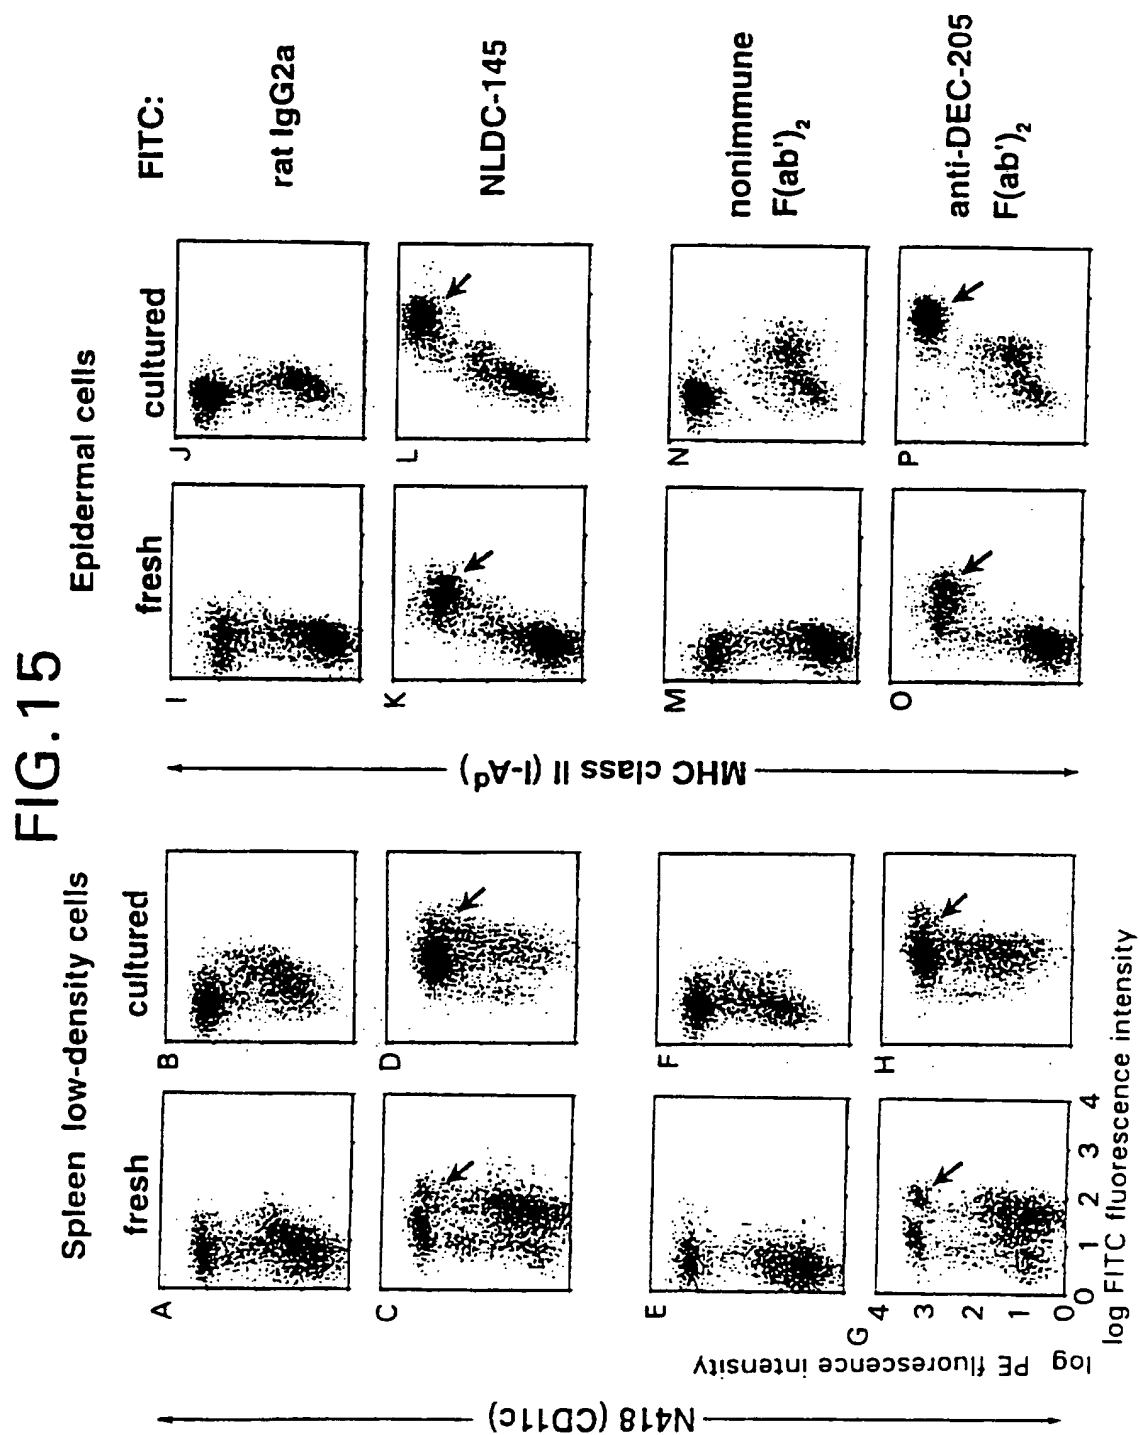 FIG. 15
Spleen low-density cells
Epidermal cells
fresh
cultured
fresh
cultured
FITC:
A
B
I
J
rat IgG2a
C
D
K
L
NLDC-145
E
F
M
N
nonimmune
F(ab')₂
G
H
O
P
anti-DEC-205
F(ab')₂
N418 (CD11c)
MHC class II (I-Aᵈ)
log PE fluorescence intensity
4
3
2
1
0
0 1 2 3 4
log FITC fluorescence intensity